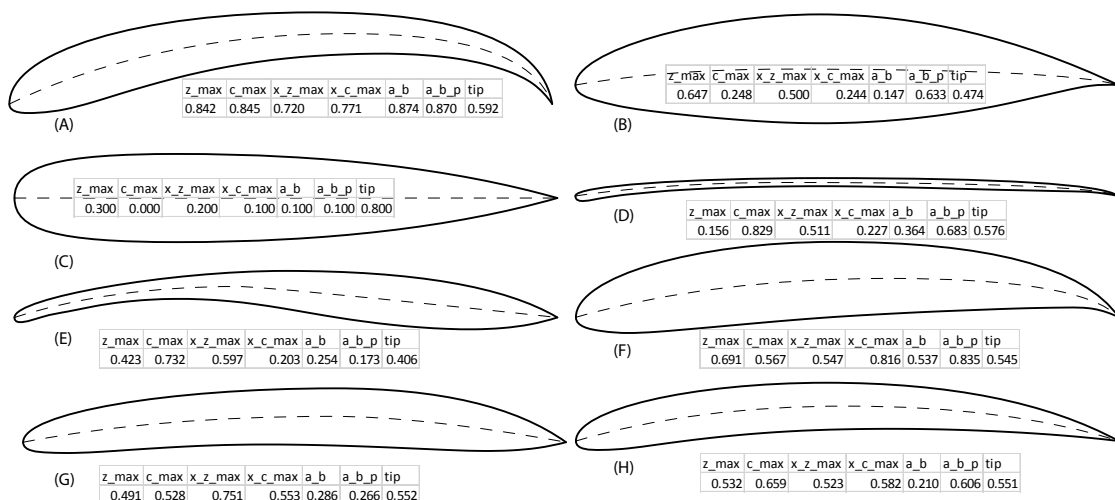 z_max c_max x_z_max x_c_max a_b a_b_p tip
0.842 0.845 0.720 0.771 0.874 0.870 0.592
(A)
z_max c_max x_z_max x_c_max a_b a_b_p tip
0.647 0.248 0.500 0.244 0.147 0.633 0.474
(B)
z_max c_max x_z_max x_c_max a_b a_b_p tip
0.300 0.000 0.200 0.100 0.100 0.100 0.800
(C)
(D)
z_max c_max x_z_max x_c_max a_b a_b_p tip
0.156 0.829 0.511 0.227 0.364 0.683 0.576
(E)
z_max c_max x_z_max x_c_max a_b a_b_p tip
0.423 0.732 0.597 0.203 0.254 0.173 0.406
(F)
z_max c_max x_z_max x_c_max a_b a_b_p tip
0.691 0.567 0.547 0.816 0.537 0.835 0.545
(G)
z_max c_max x_z_max x_c_max a_b a_b_p tip
0.491 0.528 0.751 0.553 0.286 0.266 0.552
(H)
z_max c_max x_z_max x_c_max a_b a_b_p tip
0.532 0.659 0.523 0.582 0.210 0.606 0.551